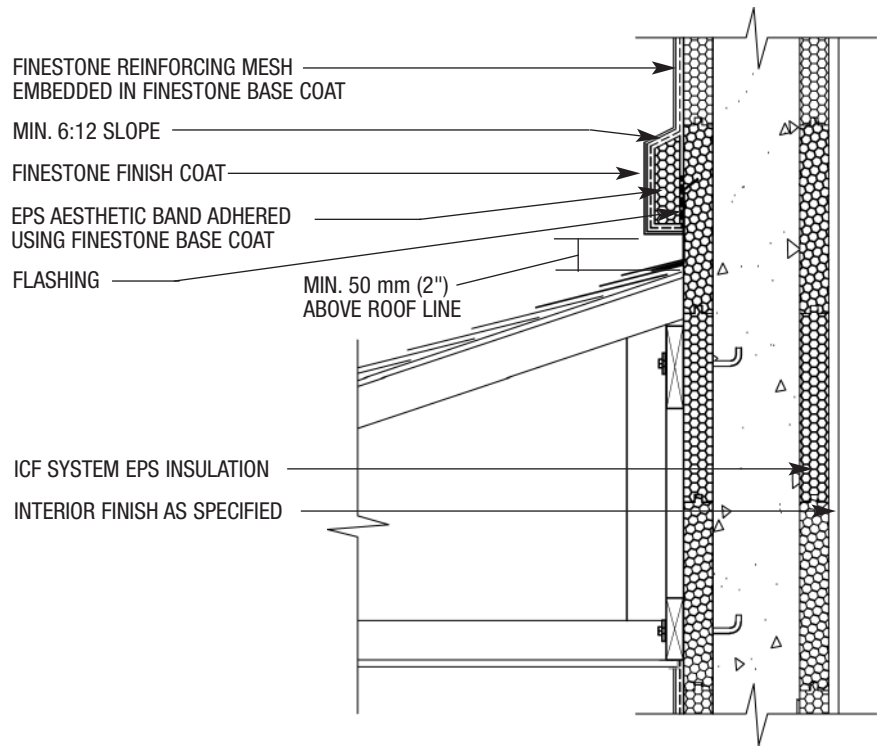 FINESTONE REINFORCING MESH
EMBEDDED IN FINESTONE BASE COAT
MIN. 6:12 SLOPE
FINESTONE FINISH COAT
EPS AESTHETIC BAND ADHERED
USING FINESTONE BASE COAT
FLASHING
MIN. 50 mm (2")
ABOVE ROOF LINE
ICF SYSTEM EPS INSULATION
INTERIOR FINISH AS SPECIFIED